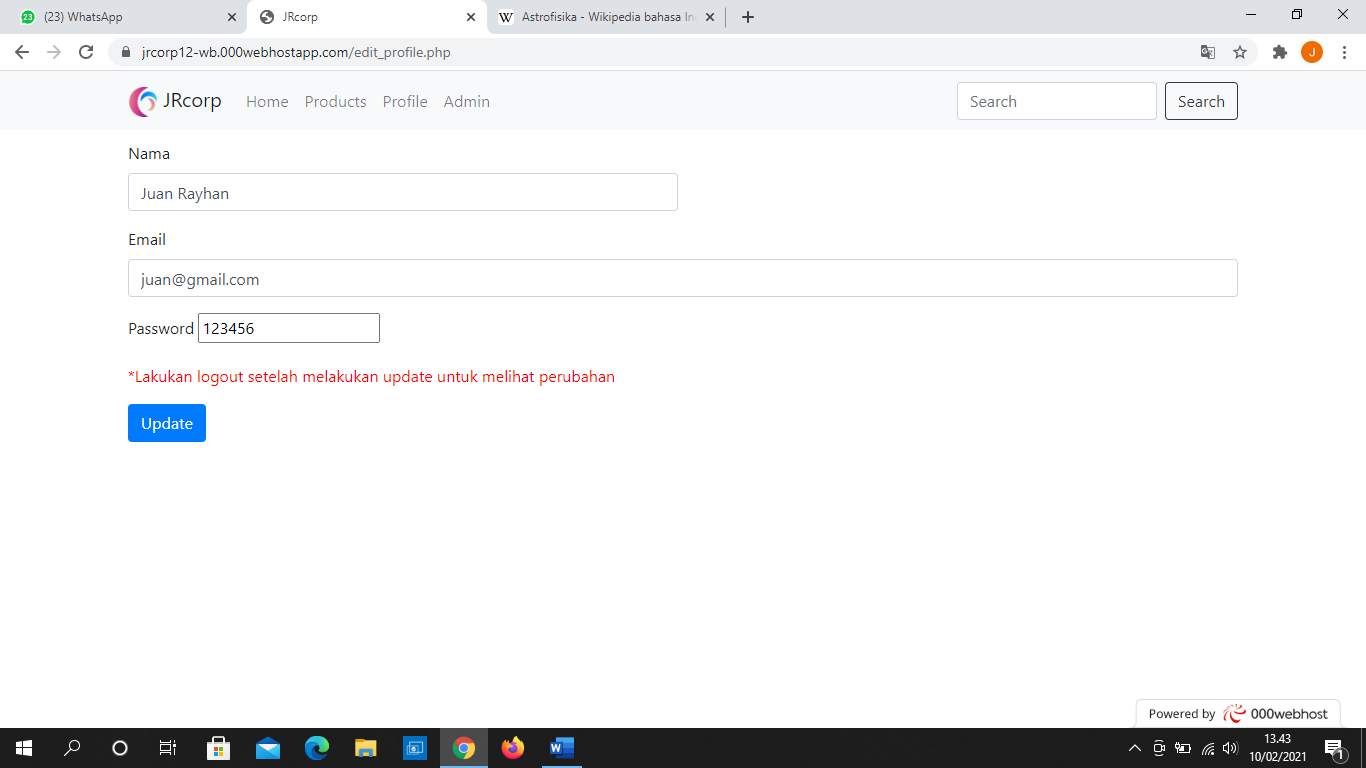 (23) WhatsApp
JRcorp
Astrofisika - Wikipedia bahasa In
jrcorp12-wb.000webhostapp.com/edit_profile.php
J
JRcorp Home Products Profile Admin Search Search
Nama
Juan Rayhan
Email
juan@gmail.com
Password 123456
*Lakukan logout setelah melakukan update untuk melihat perubahan
Update
Powered by 000webhost
13.43
10/02/2021
1